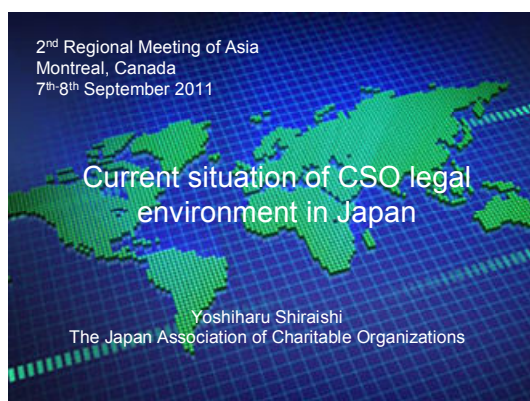 2nd Regional Meeting of Asia
Montreal, Canada
7th-8th September 2011
Current situation of CSO legal
environment in Japan
Yoshiharu Shiraishi
The Japan Association of Charitable Organizations